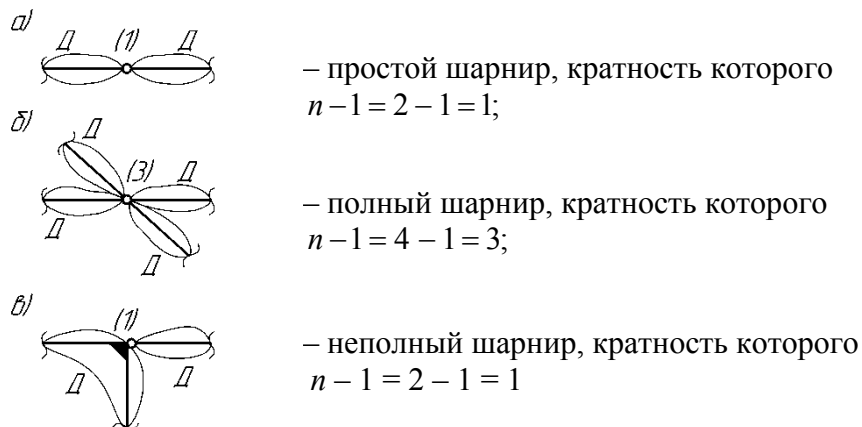 а)
Д (1) Д
– простой шарнир, кратность которого
n – 1 = 2 – 1 = 1;
б)
Д
(3) Д
Д
Д
– полный шарнир, кратность которого
n – 1 = 4 – 1 = 3;
в)
(1)
Д Д
– неполный шарнир, кратность которого
n – 1 = 2 – 1 = 1